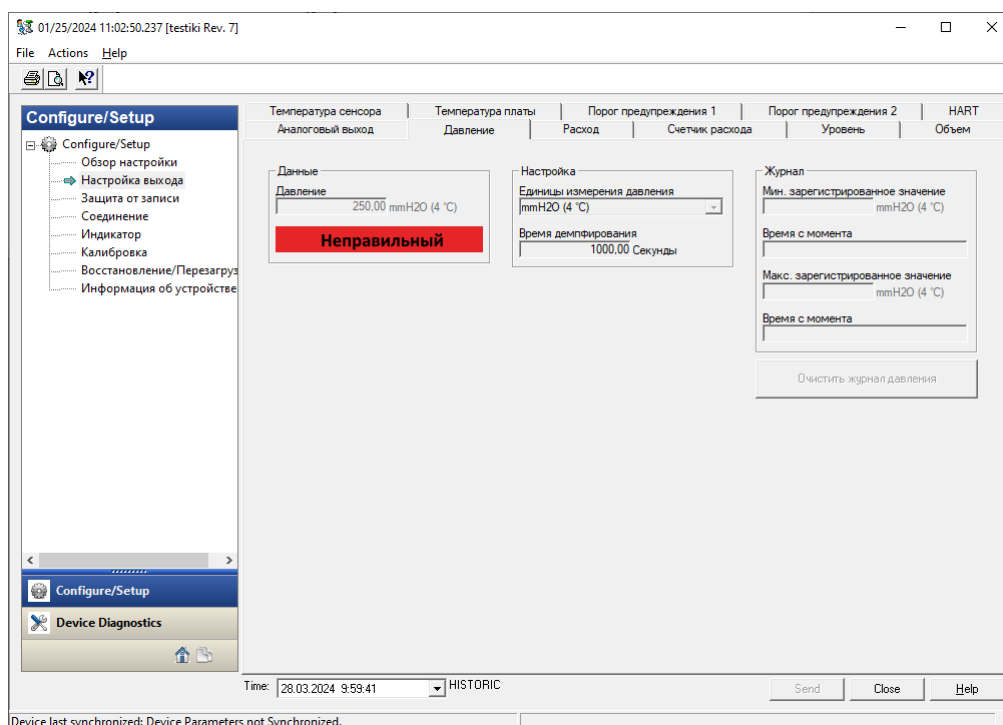 01/25/2024 11:02:50.237 [testiki Rev. 7]
File Actions Help
Configure/Setup
Configure/Setup
Обзор настройки
Настройка выхода
Защита от записи
Соединение
Индикатор
Калибровка
Восстановление/Перезагруз
Информация об устройстве
Configure/Setup
Device Diagnostics
Температура сенсора Температура платы Порог предупреждения 1 Порог предупреждения 2 HART
Аналоговый выход Давление Расход Счетчик расхода Уровень Объем
Данные
Давление
250,00 mmH2O (4 °C)
Неправильный
Настройка
Единицы измерения давления
mmH2O (4 °C)
Время демпфирования
1000,00 Секунды
Журнал
Мин. зарегистрированное значение
mmH2O (4 °C)
Время с момента
Макс. зарегистрированное значение
mmH2O (4 °C)
Время с момента
Очистить журнал давления
Time: 28.03.2024 9:59:41 HISTORIC
Send Close Help
Device last synchronized: Device Parameters not Synchronized.